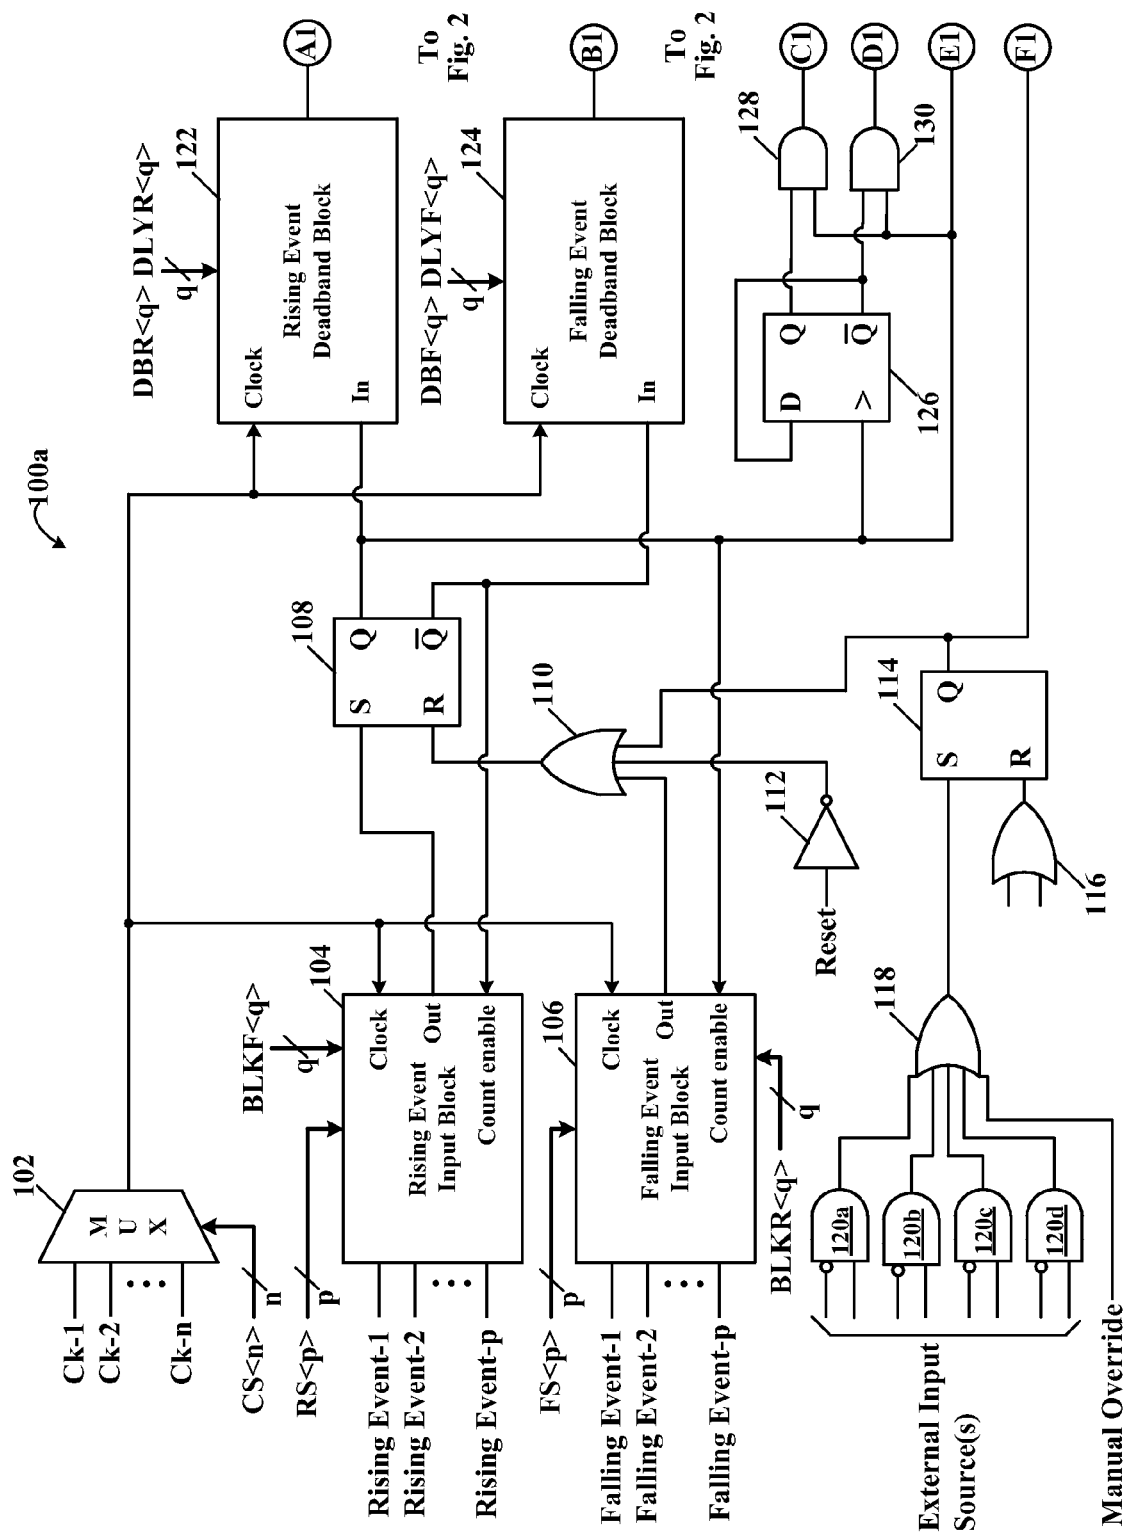 100a
Ck-1
Ck-2
Ck-n
M
U
X
102
CS<n>
n
RS<p>
p
BLKF<q>
q
104
Rising Event-1
Rising Event-2
Rising Event-p
Clock
Rising Event
Input Block
Out
Count enable
FS<p>
p
106
Falling Event-1
Falling Event-2
Falling Event-p
Clock
Falling Event
Input Block
Out
Count enable
BLKR<q>
q
108
S
Q
R
Q
110
Reset
112
114
S
Q
R
116
118
120a
120b
120c
120d
External Input
Source(s)
Manual Override
DBR<q> DLYR<q>
q
122
Clock
Rising Event
Deadband Block
In
A1
To
Fig. 2
DBF<q> DLYF<q>
q
124
Clock
Falling Event
Deadband Block
In
B1
To
Fig. 2
D
Q
>
Q
126
128
130
C1
D1
E1
F1